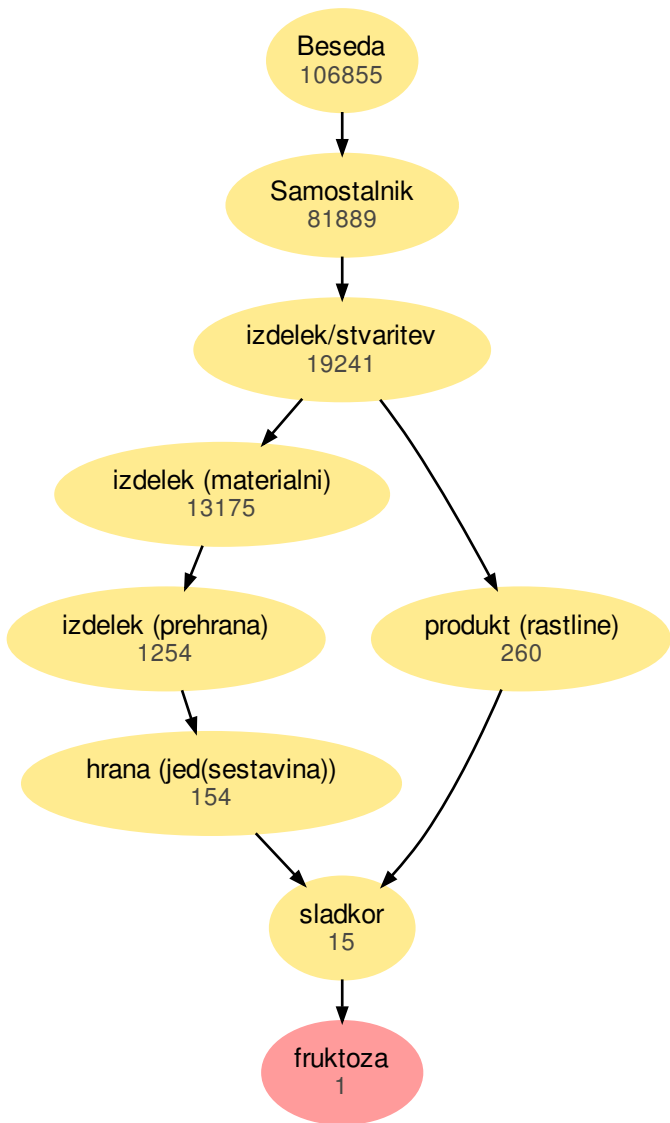 Beseda
106855
Samostalnik
81889
izdelek/stvaritev
19241
izdelek (materialni)
13175
izdelek (prehrana)
1254
produkt (rastline)
260
hrana (jed(sestavina))
154
sladkor
15
fruktoza
1